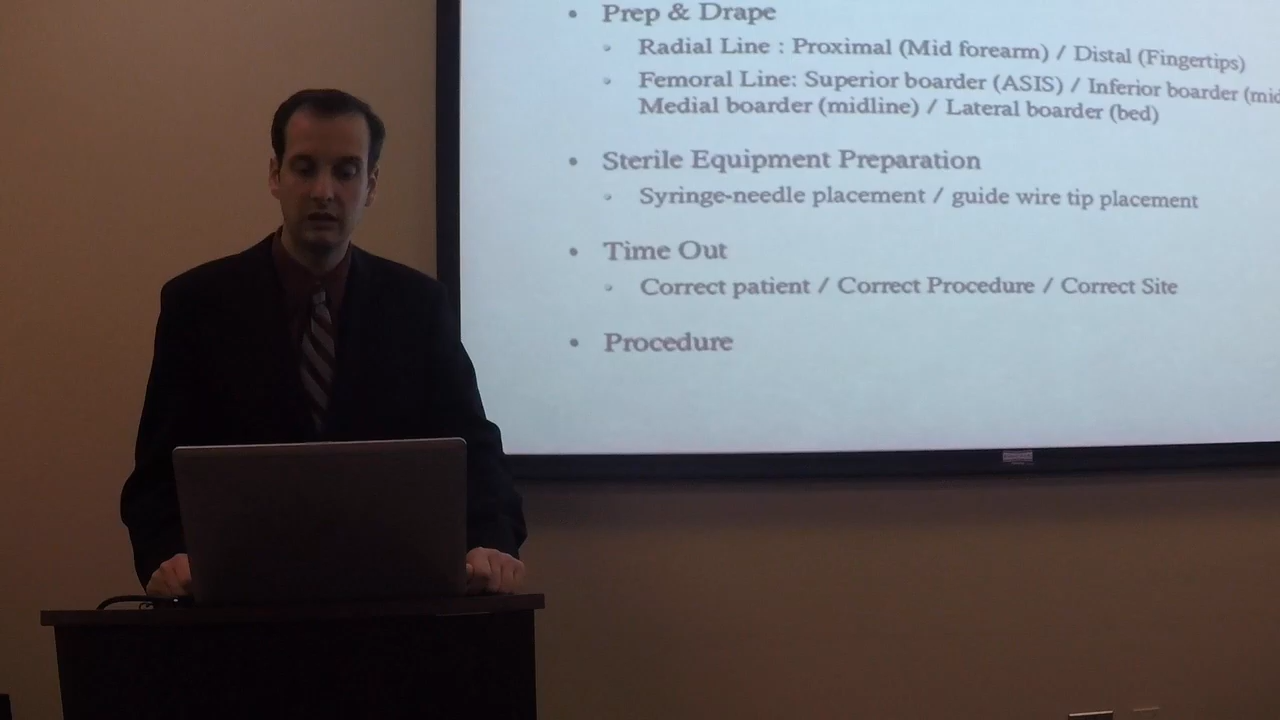 • Prep & Drape
◦ Radial Line : Proximal (Mid forearm) / Distal (Fingertips)
◦ Femoral Line: Superior boarder (ASIS) / Inferior boarder
Medial boarder (midline) / Lateral boarder (bed)
• Sterile Equipment Preparation
◦ Syringe-needle placement / guide wire tip placement
• Time Out
◦ Correct patient / Correct Procedure / Correct Site
• Procedure